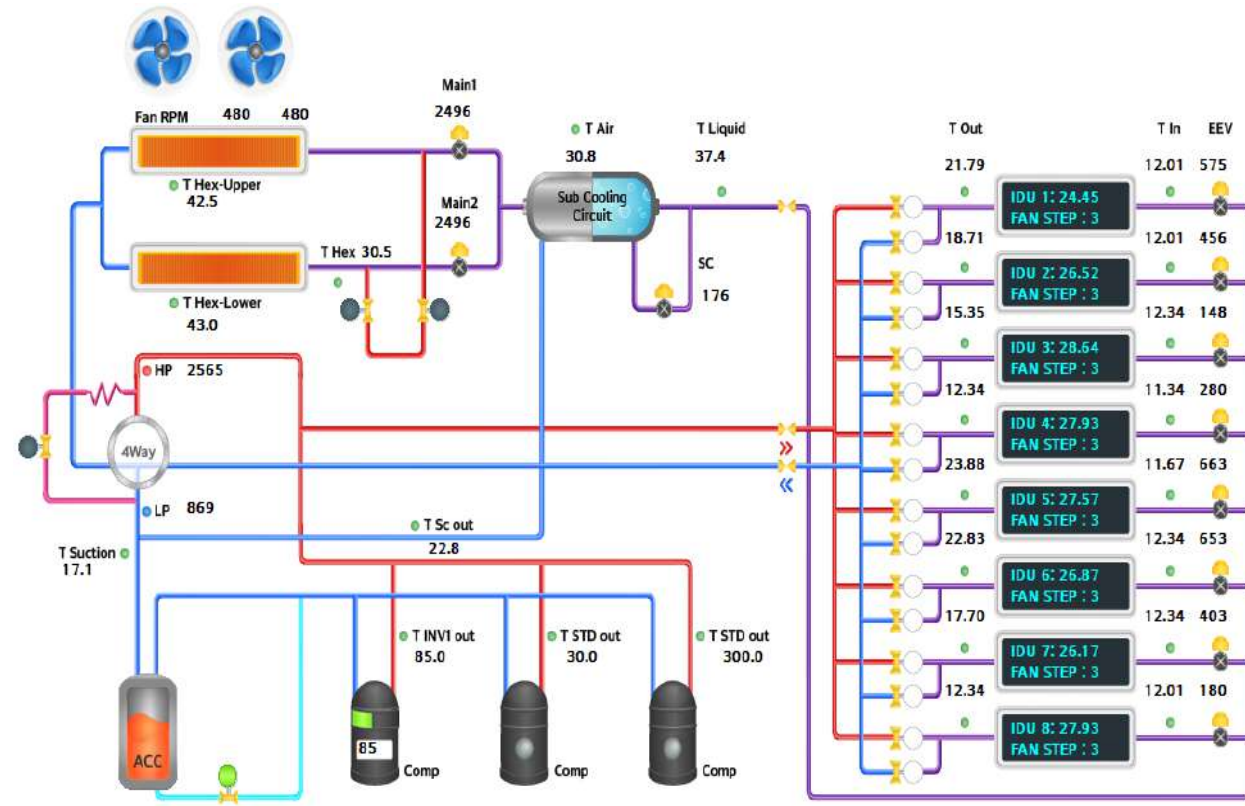 Fan RPM 480 480
T Hex-Upper
42.5
T Hex-Lower
43.0
Main1
2496
Main2
2496
T Hex 30.5
T Air
30.8
Sub Cooling
Circuit
T Liquid
37.4
SC
176
HP 2565
4Way
LP 869
T Suction
17.1
T Sc out
22.8
T INV1 out
85.0
T STD out
30.0
T STD out
300.0
ACC
85
Comp
Comp
Comp
T Out T In EEV
21.79 12.01 575
IDU 1: 24.45
FAN STEP : 3
18.71 12.01 456
IDU 2: 26.52
FAN STEP : 3
15.35 12.34 148
IDU 3: 28.64
FAN STEP : 3
12.34 11.34 280
IDU 4: 27.93
FAN STEP : 3
23.88 11.67 663
IDU 5: 27.57
FAN STEP : 3
22.83 12.34 653
IDU 6: 26.87
FAN STEP : 3
17.70 12.34 403
IDU 7: 26.17
FAN STEP : 3
12.34 12.01 180
IDU 8: 27.93
FAN STEP : 3